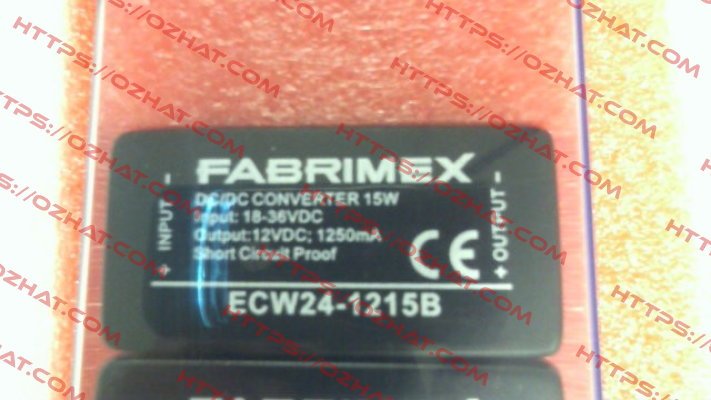 FABRIMEX
DC/DC CONVERTER 15W
Input: 18-36VDC
Output:12VDC; 1250mA
Short Circuit Proof
CE
+ INPUT -
+ OUTPUT -
ECW24-1215B
HTTPS://OZHAT.COM